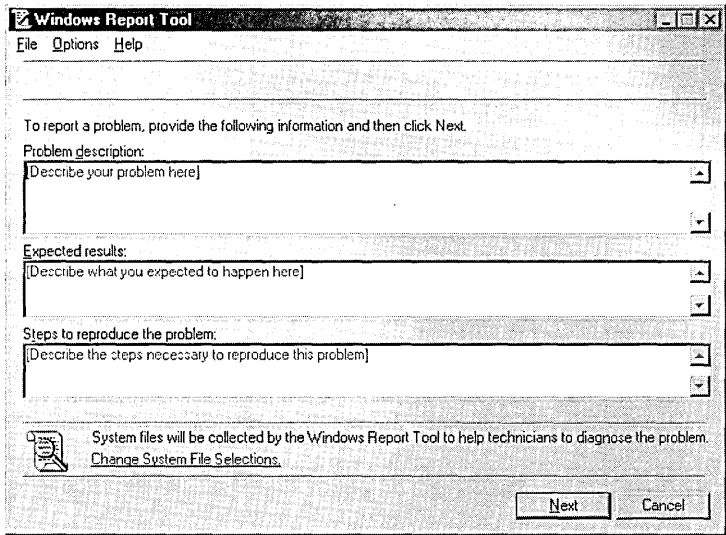 Windows Report Tool
File Options Help
To report a problem, provide the following information and then click Next.
Problem description:
[Describe your problem here]
Expected results:
[Describe what you expected to happen here]
Steps to reproduce the problem:
[Describe the steps necessary to reproduce this problem]
System files will be collected by the Windows Report Tool to help technicians to diagnose the problem.
Change System File Selections.
Next Cancel